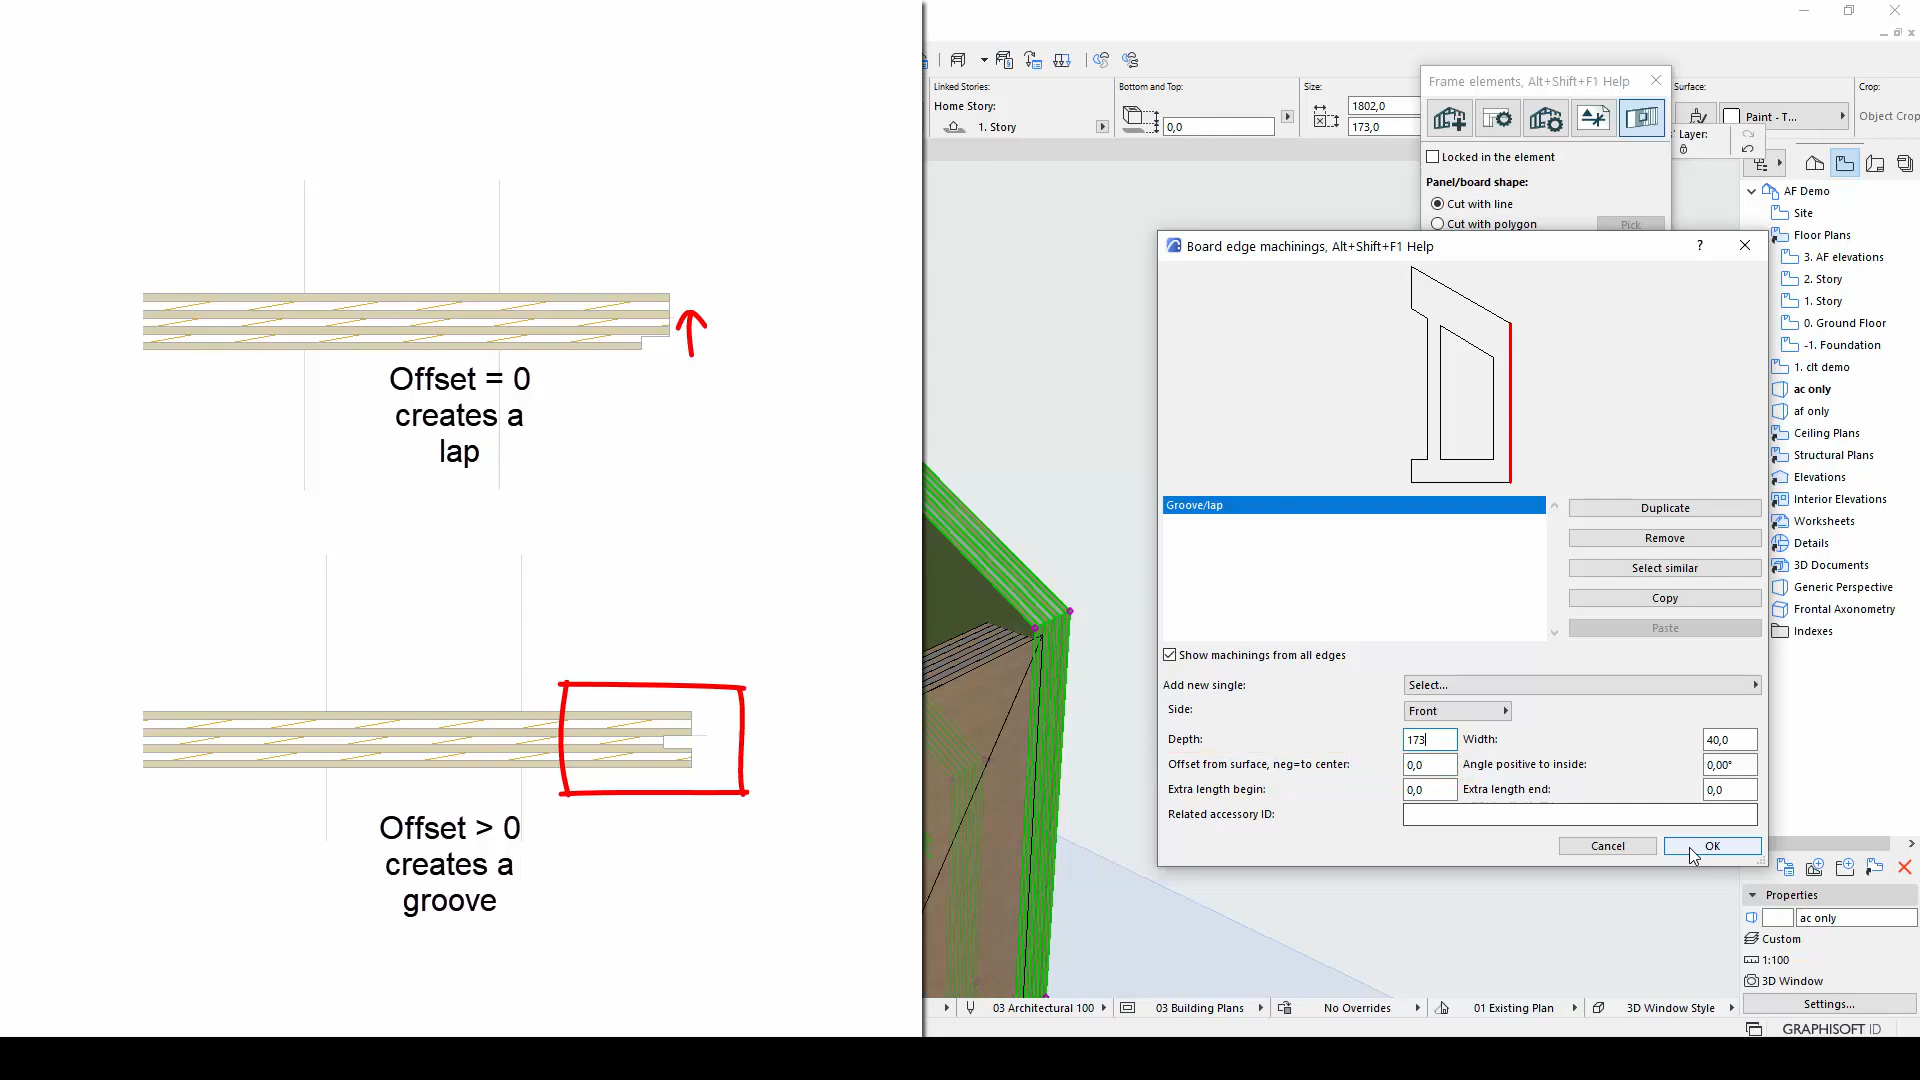 Offset = 0
creates a
lap
Offset > 0
creates a
groove
Linked Stories:
Home Story:
1. Story
Bottom and Top:
0,0
Size:
1802,0
173,0
Frame elements, Alt+Shift+F1 Help
Locked in the element
Panel/board shape:
Cut with line
Cut with polygon
Pick
Surface:
Paint - T...
Crop:
Object Crop
Layer:
Board edge machinings, Alt+Shift+F1 Help
?
Groove/lap
Duplicate
Remove
Select similar
Copy
Paste
Show machinings from all edges
Add new single:
Select...
Side:
Front
Depth:
173
Width:
40,0
Offset from surface, neg=to center:
0,0
Angle positive to inside:
0,00°
Extra length begin:
0,0
Extra length end:
0,0
Related accessory ID:
Cancel
OK
AF Demo
Site
Floor Plans
3. AF elevations
2. Story
1. Story
0. Ground Floor
-1. Foundation
1. clt demo
ac only
af only
Ceiling Plans
Structural Plans
Elevations
Interior Elevations
Worksheets
Details
3D Documents
Generic Perspective
Frontal Axonometry
Indexes
Properties
ac only
Custom
1:100
3D Window
Settings...
03 Architectural 100
03 Building Plans
No Overrides
01 Existing Plan
3D Window Style
GRAPHISOFT ID